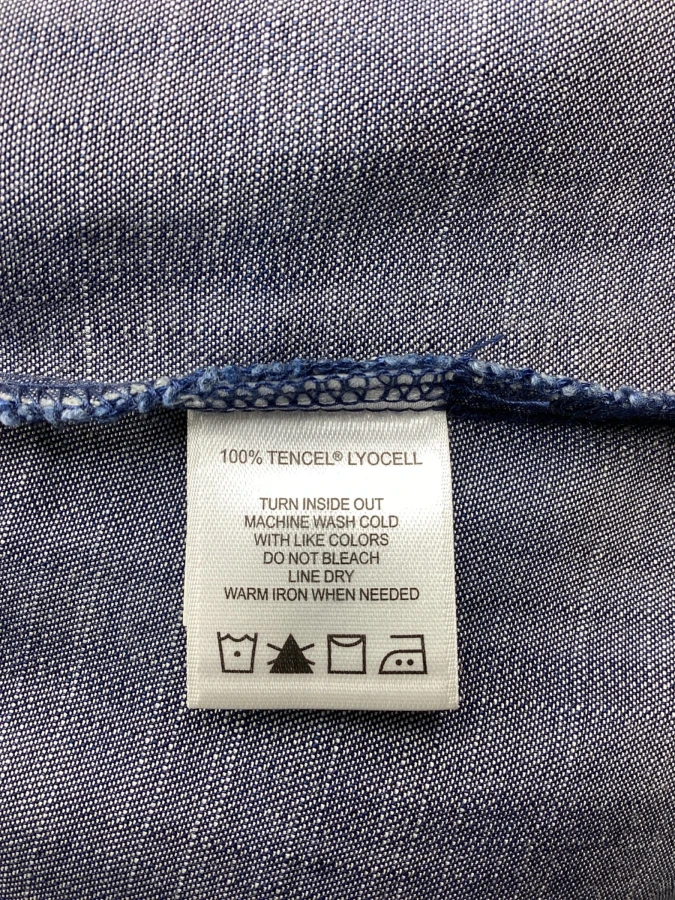 100% TENCEL® LYOCELL
TURN INSIDE OUT
MACHINE WASH COLD
WITH LIKE COLORS
DO NOT BLEACH
LINE DRY
WARM IRON WHEN NEEDED